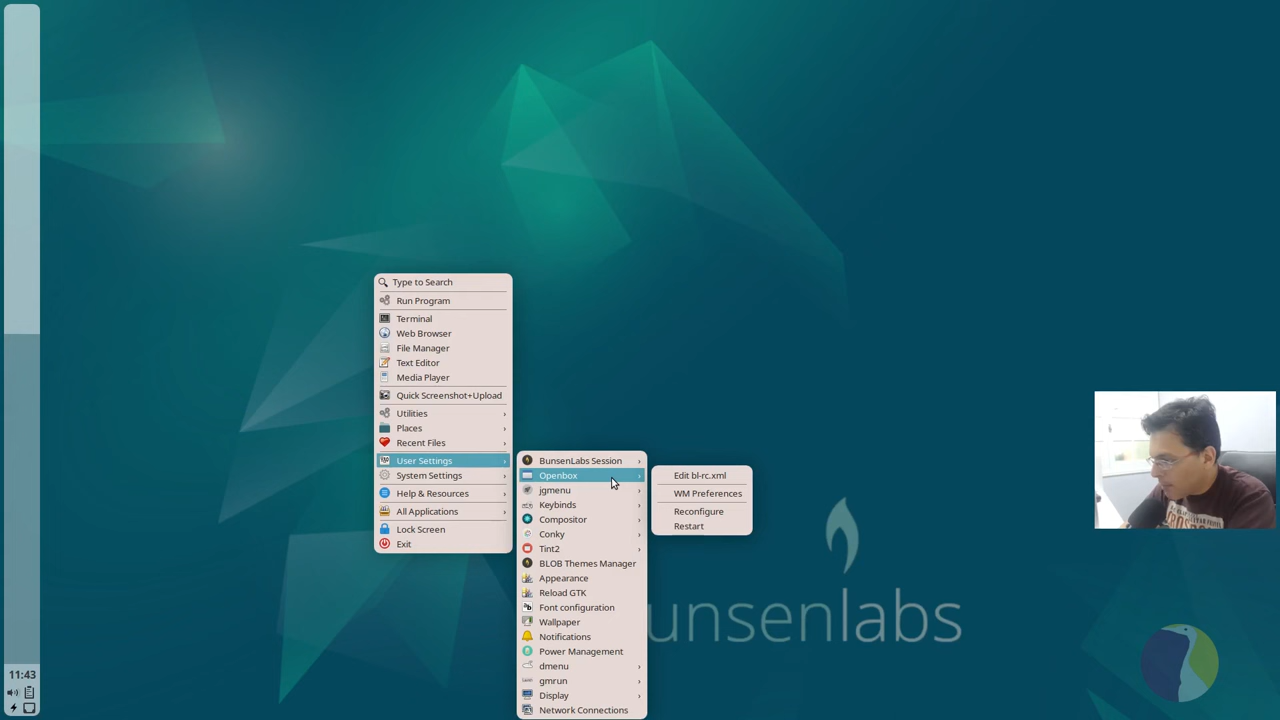 Type to Search
Run Program
Terminal
Web Browser
File Manager
Text Editor
Media Player
Quick Screenshot+Upload
Utilities
Places
Recent Files
User Settings
System Settings
Help & Resources
All Applications
Lock Screen
Exit
BunsenLabs Session
Openbox
jgmenu
Keybinds
Compositor
Conky
Tint2
BLOB Themes Manager
Appearance
Reload GTK
Font configuration
Wallpaper
Notifications
Power Management
dmenu
gmrun
Display
Network Connections
Edit bl-rc.xml
WM Preferences
Reconfigure
Restart
unsenlabs
11:43